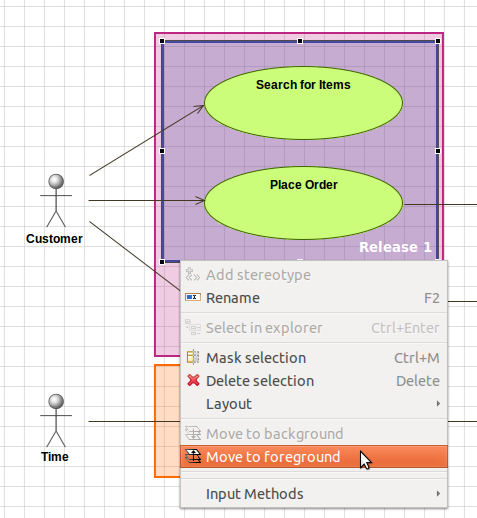 Search for Items
Place Order
Customer
Release 1
Add stereotype
Rename F2
Select in explorer Ctrl+Enter
Mask selection Ctrl+M
Delete selection Delete
Layout
Move to background
Move to foreground
Time
Input Methods